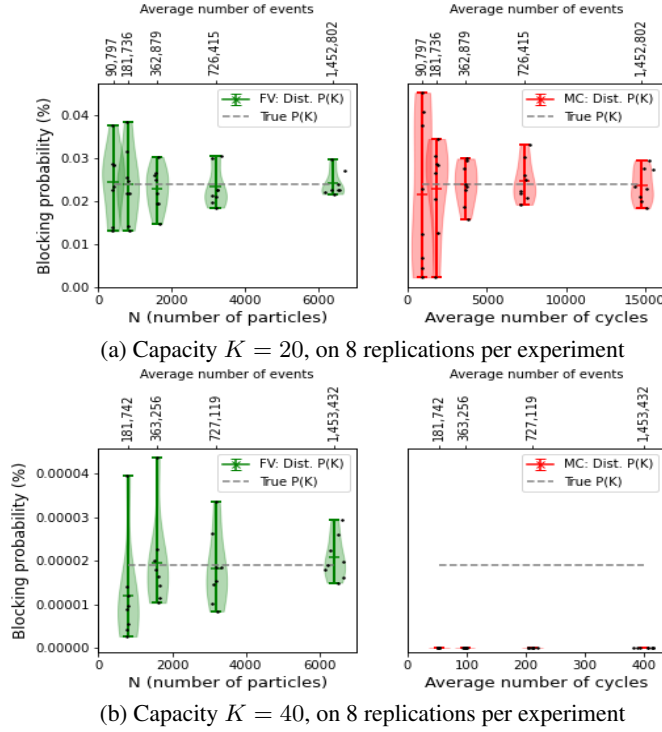 Average number of events
Average number of events
90,797
181,736
362,879
726,415
1,452,802
90,797
181,736
362,879
726,415
1,452,802
FV: Dist. P(K)
True P(K)
MC: Dist. P(K)
True P(K)
Blocking probability (%)
0.04
0.03
0.02
0.01
0.00
0 2000 4000 6000
0 5000 10000 15000
N (number of particles)
Average number of cycles
(a) Capacity K = 20, on 8 replications per experiment
Average number of events
Average number of events
181,742
363,256
727,119
1,453,432
181,742
363,256
727,119
1,453,432
FV: Dist. P(K)
True P(K)
MC: Dist. P(K)
True P(K)
Blocking probability (%)
0.00004
0.00003
0.00002
0.00001
0.00000
0 2000 4000 6000
0 100 200 300 400
N (number of particles)
Average number of cycles
(b) Capacity K = 40, on 8 replications per experiment